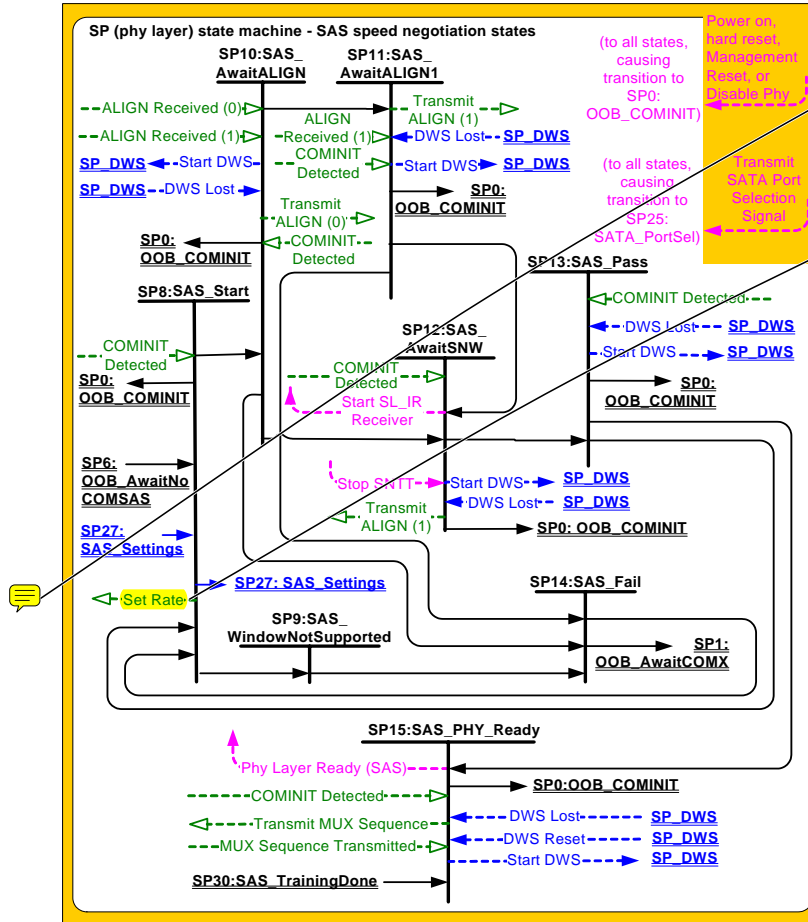 SP (phy layer) state machine - SAS speed negotiation states
Power on,
hard reset,
Management
Reset, or
Disable Phy
(to all states,
causing
transition to
SP0:
OOB_COMINIT)
Transmit
SATA Port
Selection
Signal
(to all states,
causing
transition to
SP25:
SATA_PortSel)
SP10:SAS_
AwaitALIGN
ALIGN Received (0)
ALIGN Received (1)
SP_DWS
Start DWS
SP_DWS
DWS Lost
Transmit
ALIGN (0)
COMINIT
Detected
SP0:
OOB_COMINIT
SP11:SAS_
AwaitALIGN1
Transmit
ALIGN (1)
ALIGN
Received (1)
DWS Lost
SP_DWS
COMINIT
Detected
Start DWS
SP_DWS
SP0:
OOB_COMINIT
SP8:SAS_Start
COMINIT
Detected
SP0:
OOB_COMINIT
SP6:
OOB_AwaitNo
COMSAS
SP27:
SAS_Settings
SP27: SAS_Settings
Set Rate
SP12:SAS_
AwaitSNW
COMINIT
Detected
Start SL_IR
Receiver
Stop SNTT
Start DWS
SP_DWS
DWS Lost
SP_DWS
Transmit
ALIGN (1)
SP0: OOB_COMINIT
SP13:SAS_Pass
COMINIT Detected
DWS Lost
SP_DWS
Start DWS
SP_DWS
SP0:
OOB_COMINIT
SP9:SAS_
WindowNotSupported
SP14:SAS_Fail
SP1:
OOB_AwaitCOMX
SP15:SAS_PHY_Ready
Phy Layer Ready (SAS)
SP0:OOB_COMINIT
COMINIT Detected
DWS Lost
SP_DWS
Transmit MUX Sequence
DWS Reset
SP_DWS
MUX Sequence Transmitted
Start DWS
SP_DWS
SP30:SAS_TrainingDone